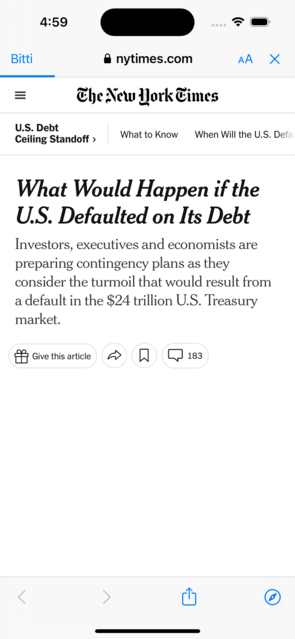 4:59
Bitti
nytimes.com
AA
The New York Times
U.S. Debt
Ceiling Standoff ›
What to Know
When Will the U.S. Defa
What Would Happen if the
U.S. Defaulted on Its Debt
Investors, executives and economists are
preparing contingency plans as they
consider the turmoil that would result from
a default in the $24 trillion U.S. Treasury
market.
Give this article
183